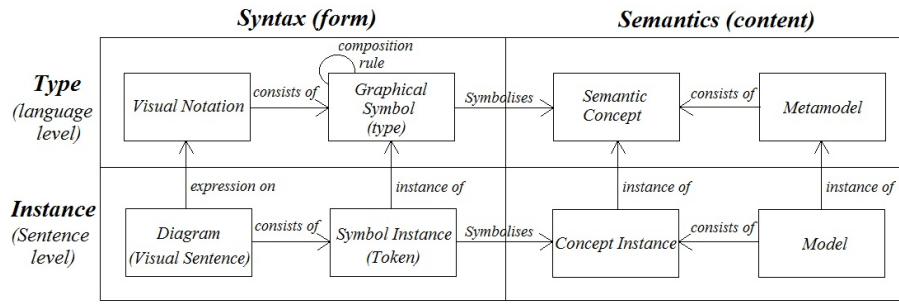 Syntax (form)
Semantics (content)
Type
(language
level)
composition
rule
Visual Notation
consists of
Graphical
Symbol
(type)
Symbolises
Semantic
Concept
consists of
Metamodel
expression on
instance of
instance of
instance of
Instance
(Sentence
level)
Diagram
(Visual Sentence)
consists of
Symbol Instance
(Token)
Symbolises
Concept Instance
consists of
Model